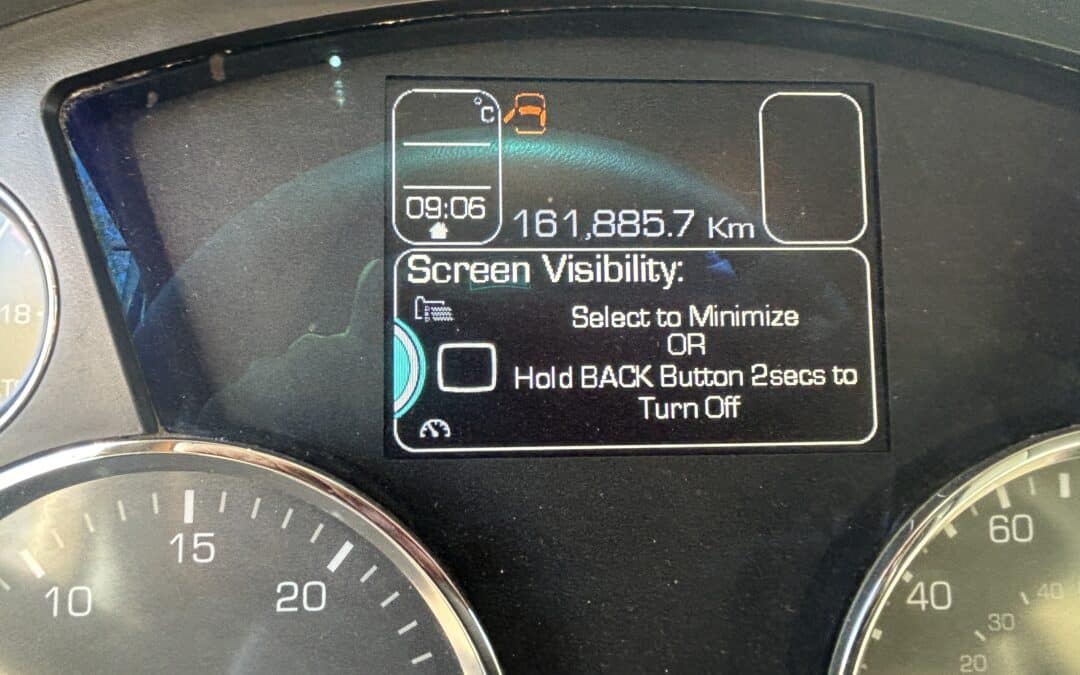 °C
09:06
161,885.7 Km
Screen Visibility:
Select to Minimize
OR
Hold BACK Button 2secs to
Turn Off
18
10
15
20
60
40
40
30
20